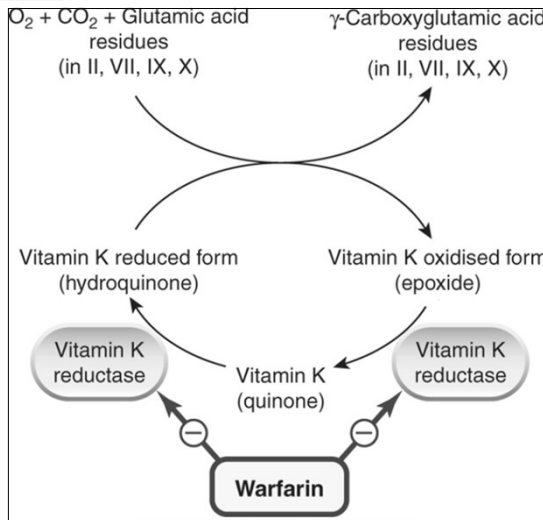 O₂ + CO₂ + Glutamic acid
residues
(in II, VII, IX, X)
γ-Carboxyglutamic acid
residues
(in II, VII, IX, X)
Vitamin K reduced form
(hydroquinone)
Vitamin K oxidised form
(epoxide)
Vitamin K
reductase
Vitamin K
(quinone)
Vitamin K
reductase
Warfarin